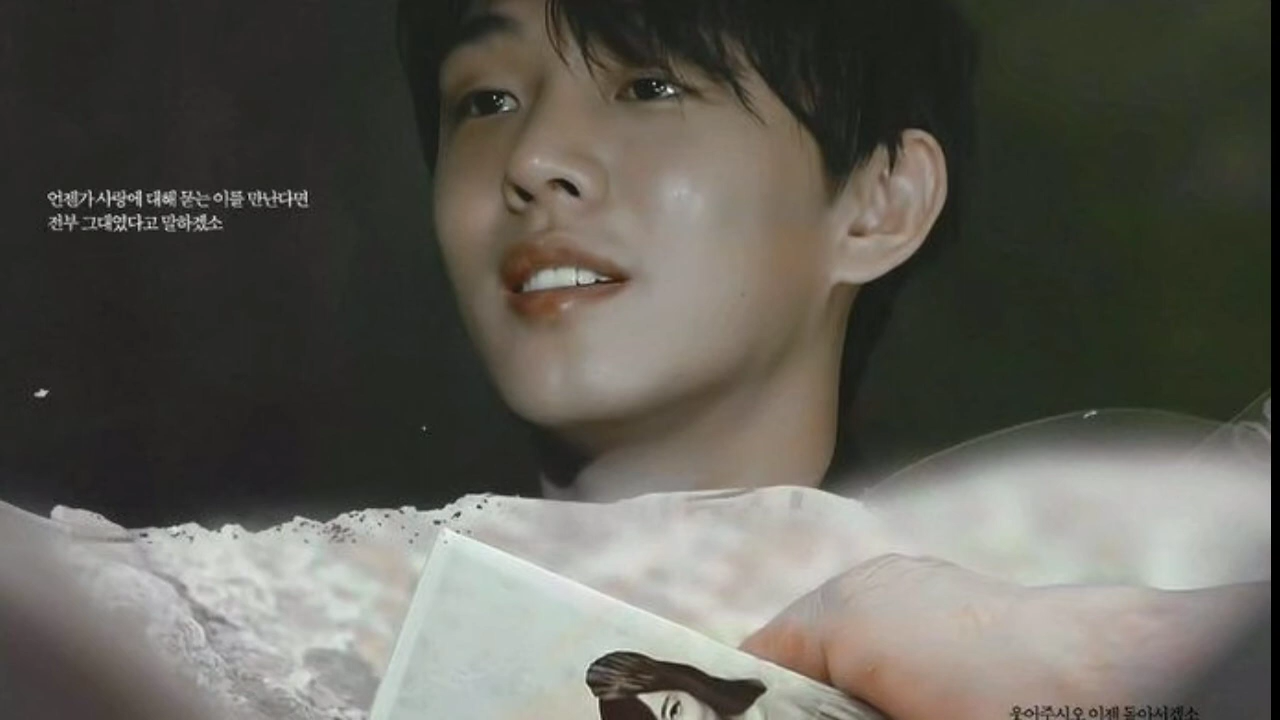 언젠가 사랑에 대해 묻는 이를 만난다면
전부 그대였다고 말하겠소
웃어주시오 이제 돌아서겠소